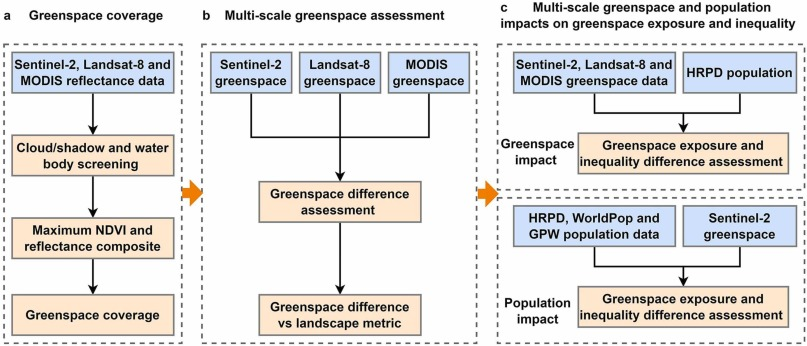 a Greenspace coverage
Sentinel-2, Landsat-8 and
MODIS reflectance data
Cloud/shadow and water
body screening
Maximum NDVI and
reflectance composite
Greenspace coverage
b Multi-scale greenspace assessment
Sentinel-2
greenspace
Landsat-8
greenspace
MODIS
greenspace
Greenspace difference
assessment
Greenspace difference
vs landscape metric
c Multi-scale greenspace and population
impacts on greenspace exposure and inequality
Sentinel-2, Landsat-8 and
MODIS greenspace data
HRPD population
Greenspace
impact
Greenspace exposure and
inequality difference assessment
HRPD, WorldPop and
GPW population data
Sentinel-2
greenspace
Population
impact
Greenspace exposure and
inequality difference assessment